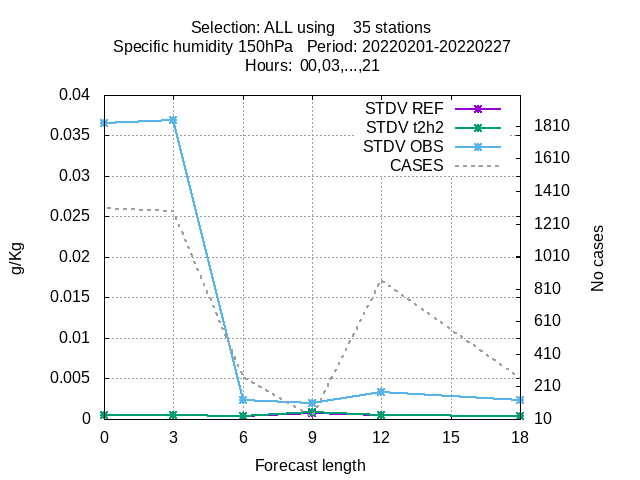 Selection: ALL using    35 stations
Specific humidity 150hPa   Period: 20220201-20220227
Hours:  00,03,...,21
STDV REF
STDV t2h2
STDV OBS
CASES
0.04
0.035
0.03
0.025
0.02
0.015
0.01
0.005
0
g/Kg
1810
1610
1410
1210
1010
810
610
410
210
10
No cases
0 3 6 9 12 15 18
Forecast length